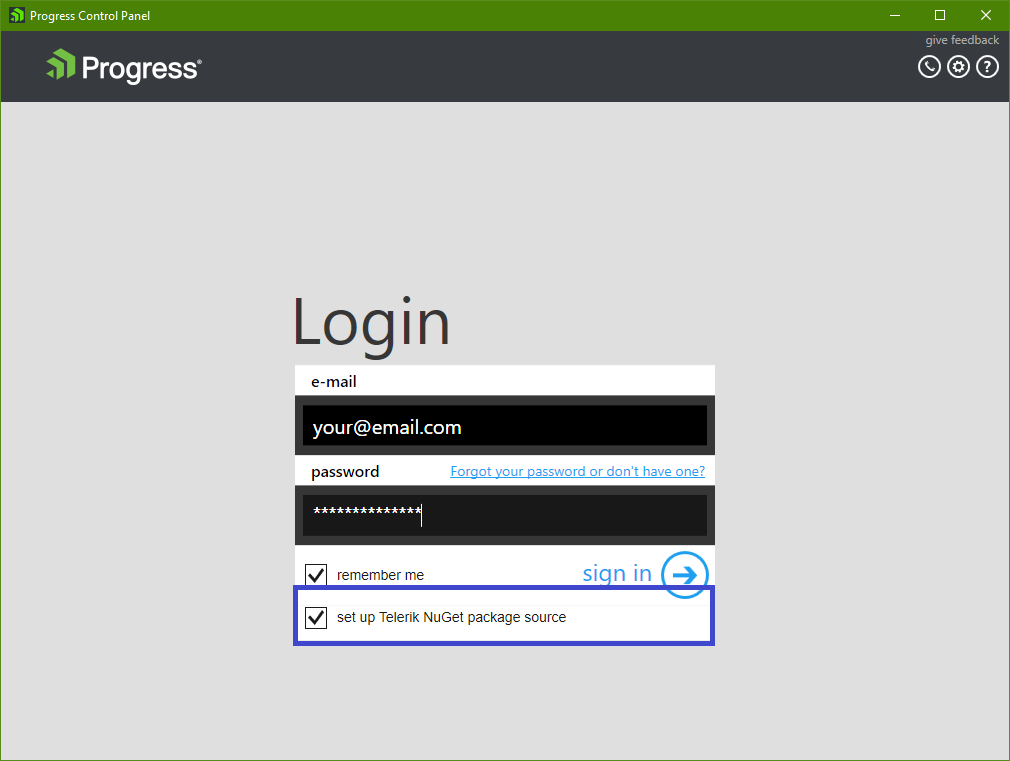 Progress Control Panel
give feedback
Progress®
?
Login
e-mail
your@email.com
password Forgot your password or don't have one?
**************
remember me sign in
set up Telerik NuGet package source